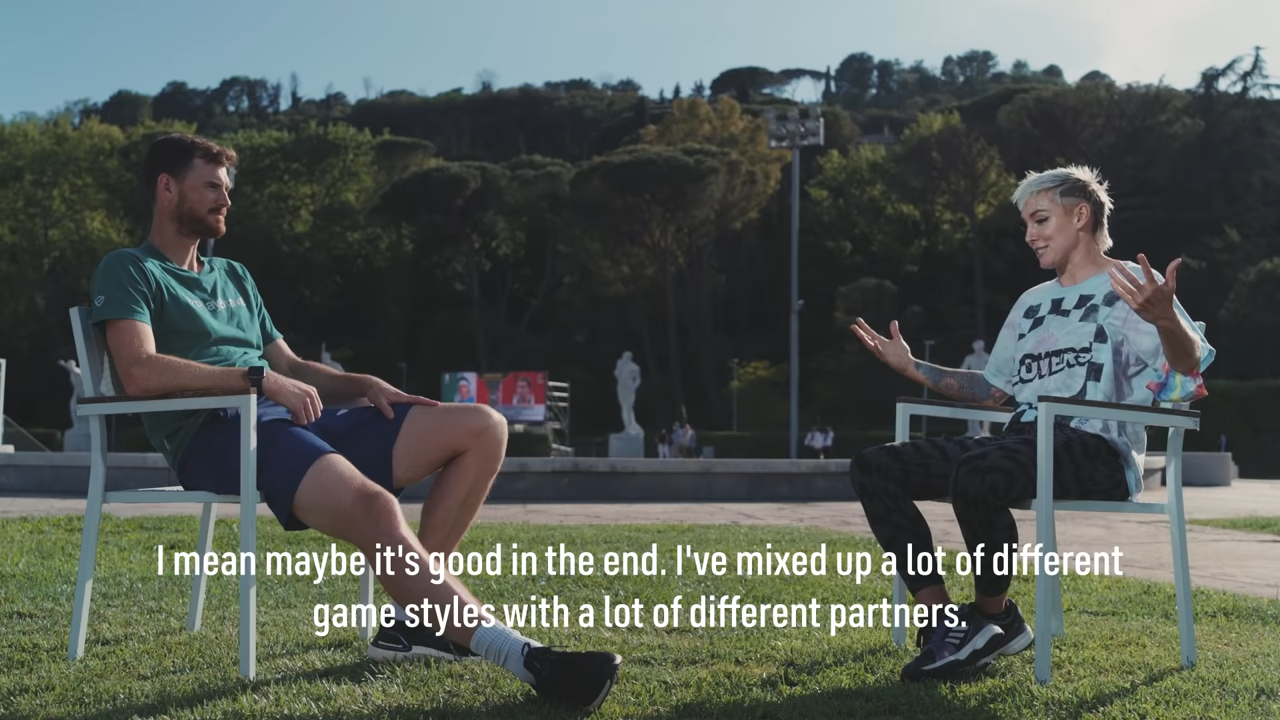 OVERS
I mean maybe it's good in the end. I've mixed up a lot of different
game styles with a lot of different partners.